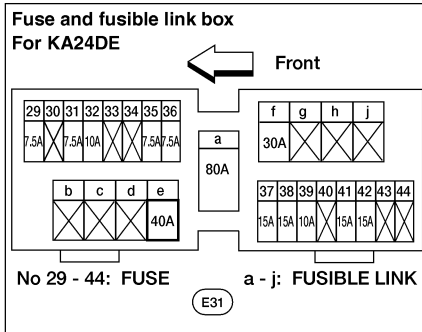 Fuse and fusible link box
For KA24DE
Front
29 30 31 32 33 34 35 36
7.5A 7.5A 10A 7.5A 7.5A
a
80A
f g h j
30A
b c d e
40A
37 38 39 40 41 42 43 44
15A 15A 10A 15A 15A
No 29 - 44: FUSE
a - j: FUSIBLE LINK
E31